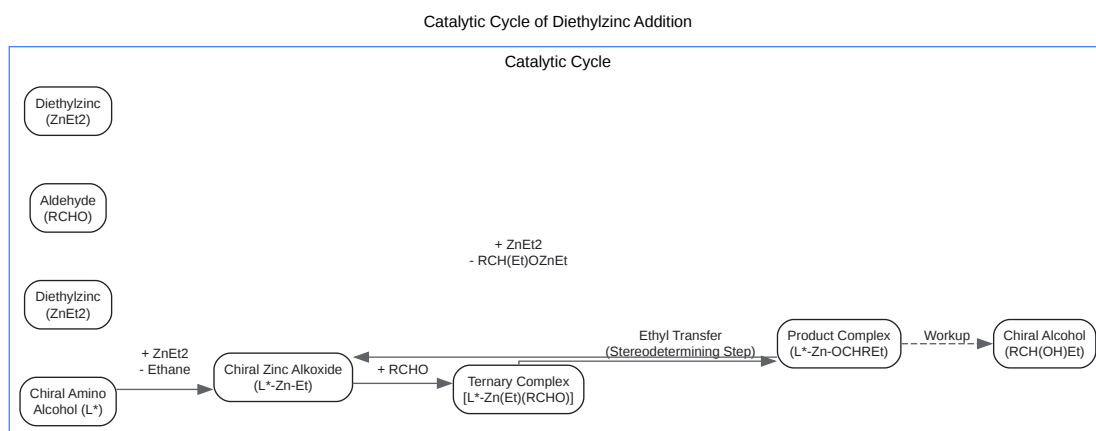 Catalytic Cycle of Diethylzinc Addition
Catalytic Cycle
Diethylzinc
(ZnEt2)
Aldehyde
(RCHO)
+ ZnEt2
- RCH(Et)OZnEt
Diethylzinc
(ZnEt2)
Ethyl Transfer
(Stereodetermining Step)
Product Complex
(L*-Zn-OCHREt)
Workup
Chiral Alcohol
(RCH(OH)Et)
+ ZnEt2
- Ethane
Chiral Zinc Alkoxide
(L*-Zn-Et)
+ RCHO
Ternary Complex
[L*-Zn(Et)(RCHO)]
Chiral Amino
Alcohol (L*)